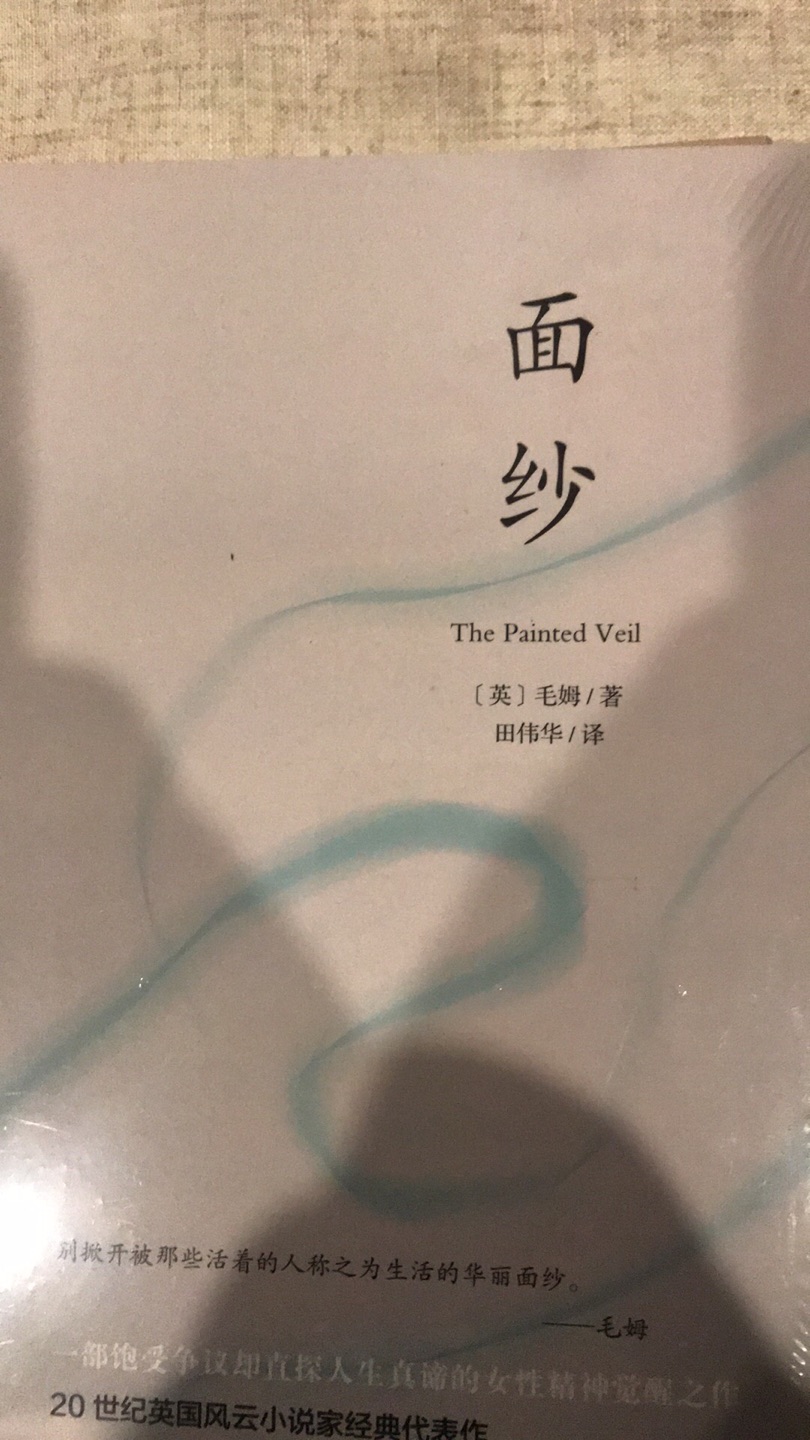 面
纱
The Painted Veil
〔英〕毛姆/著
田伟华/译
别掀开被那些活着的人称之为生活的华丽面纱。
——毛姆
一部饱受争议却直探人生真谛的女性精神觉醒之作
20世纪英国风云小说家经典代表作